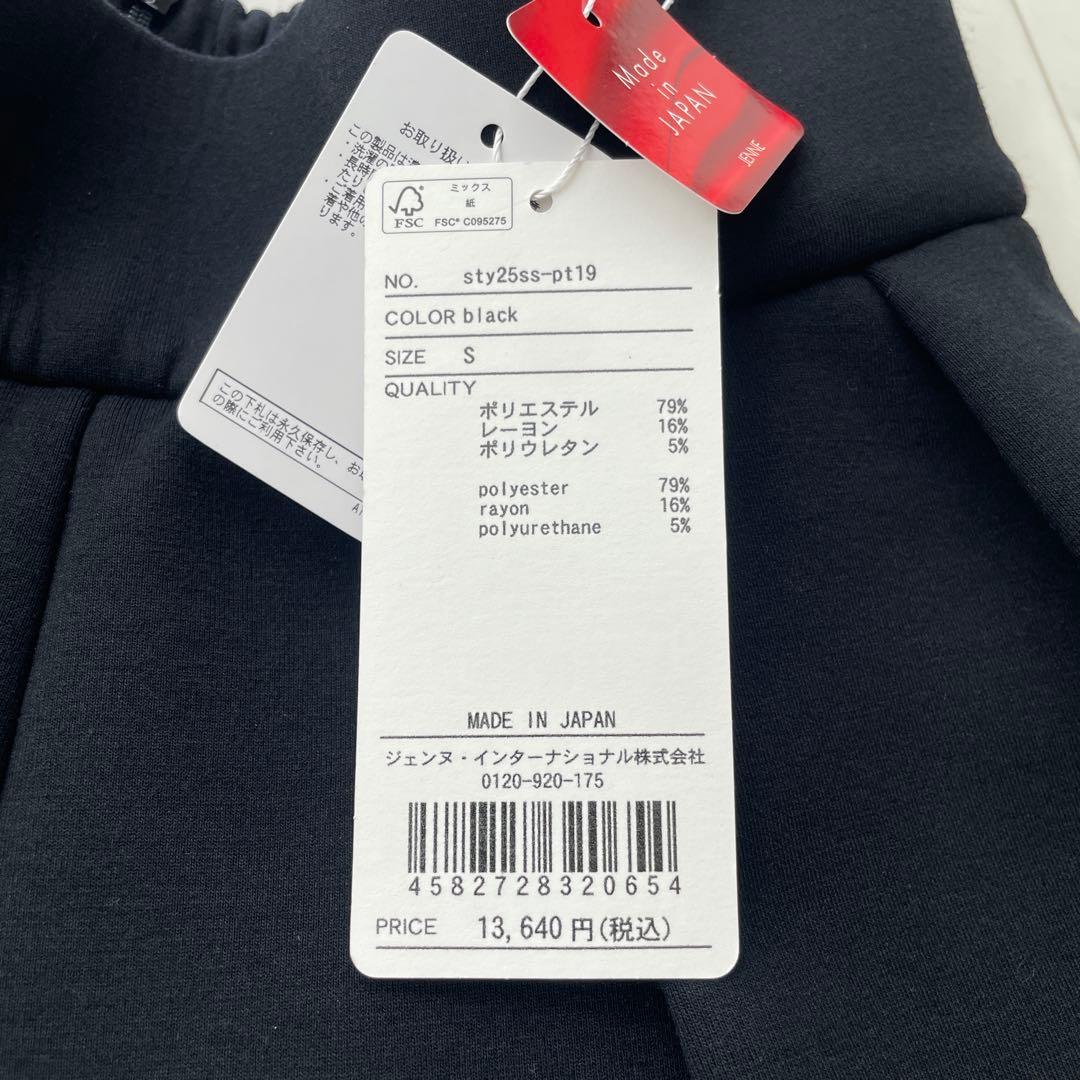 Made
in
JAPAN
JENNE
お取り扱い
この製品は
・洗濯の
長時
たり
ご着用
着や他の
ります。
この下札は永久保存し、お
の際にご利用下さい。
FSC
ミックス
紙
FSC® C095275
NO. sty25ss-pt19
COLOR black
SIZE S
QUALITY
ポリエステル 79%
レーヨン 16%
ポリウレタン 5%
polyester 79%
rayon 16%
polyurethane 5%
MADE IN JAPAN
ジェンヌ・インターナショナル株式会社
0120-920-175
4582728320654
PRICE 13,640円(税込)